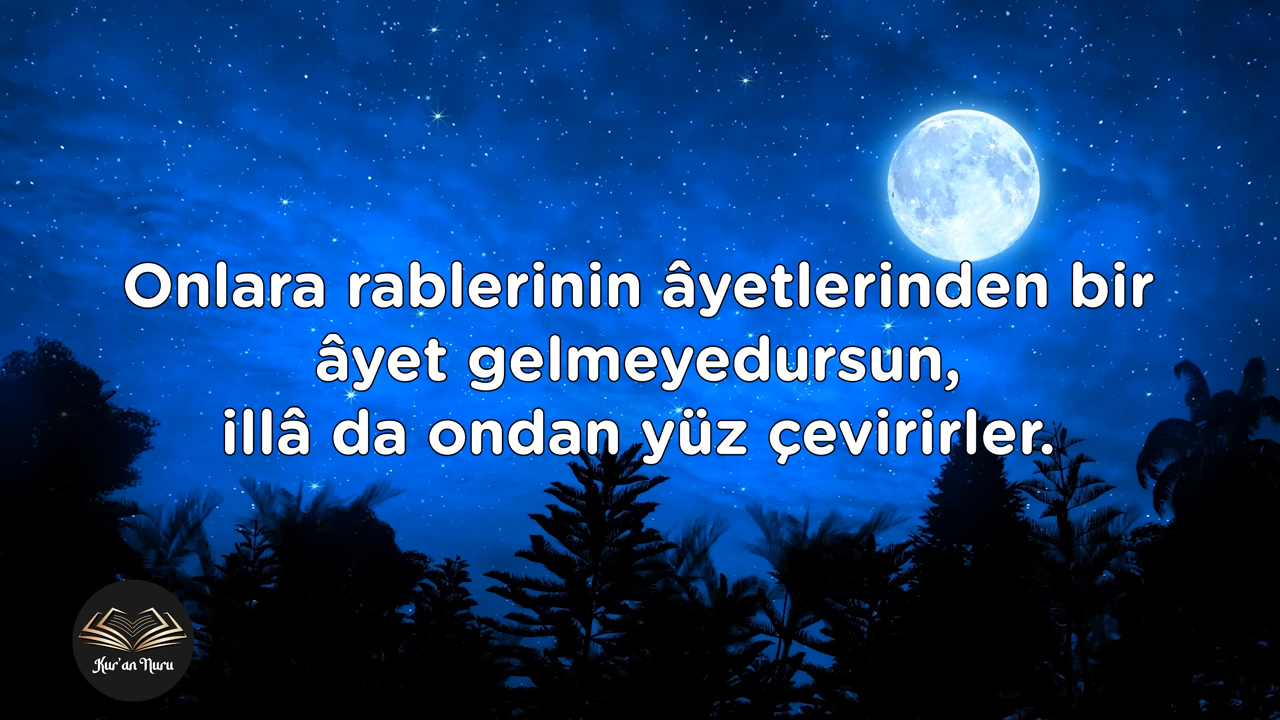 Onlara rablerinin âyetlerinden bir
âyet gelmeyedursun,
illâ da ondan yüz çevirirler.
Kur'an Nuru